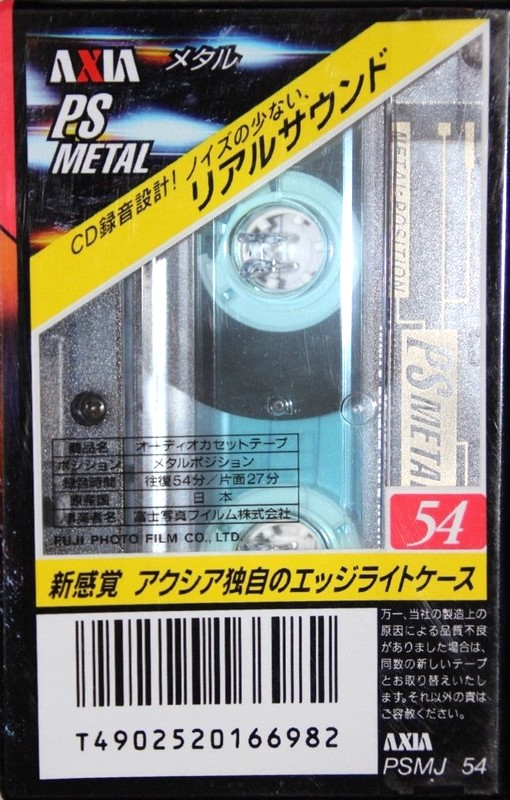 AXIA メタル
PS
METAL
CD録音設計! ノイズの少ない、
リアルサウンド
METAL POSITION
PS METAL
商品名 オーディオカセットテープ
ポジション メタルポジション
録音時間 往復54分/片面27分
原産国 日本
事業者名 富士写真フイルム株式会社
FUJI PHOTO FILM CO., LTD.
54
新感覚 アクシア独自のエッジライトケース
万一、当社の製造上の
原因による品質不良
がありました場合は、
同数の新しいテープ
とお取り替えいたし
ます。それ以外の責は
ご容赦ください。
T4902520166982
AXIA
PSMJ 54